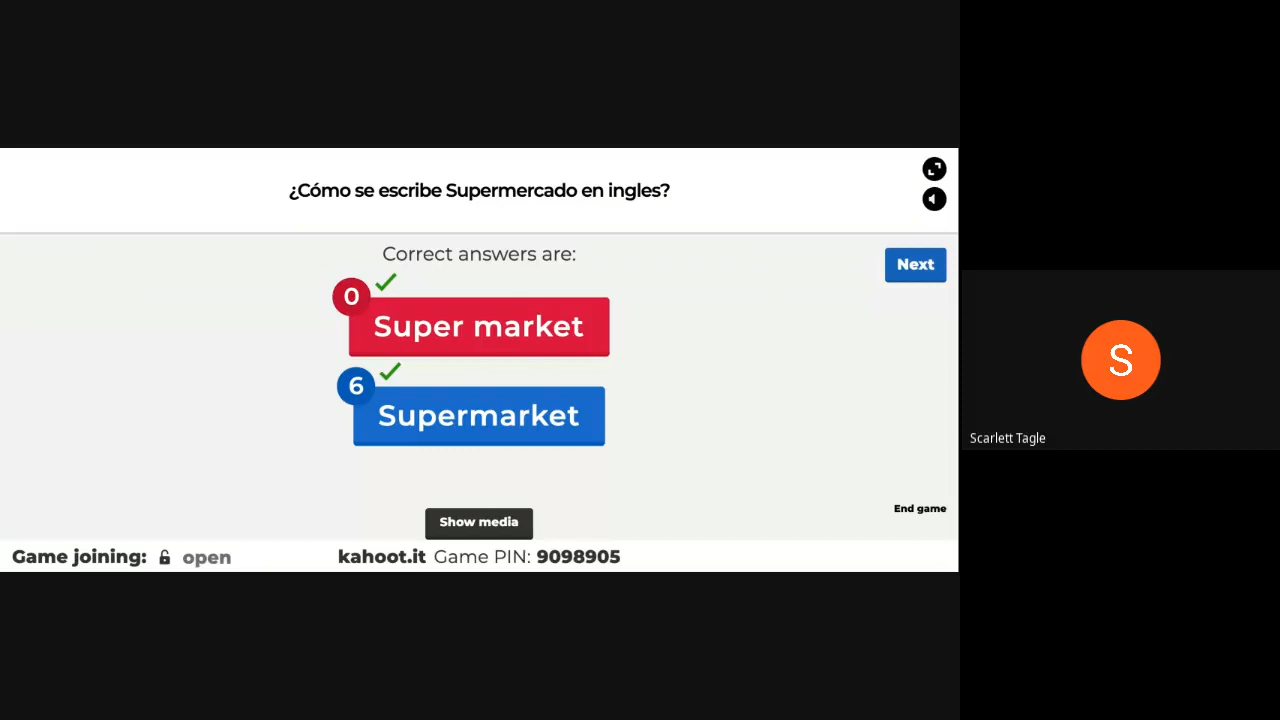 ¿Cómo se escribe Supermercado en ingles?
Correct answers are:
Next
0
Super market
6
Supermarket
S
Scarlett Tagle
End game
Show media
Game joining: open
kahoot.it Game PIN: 9098905